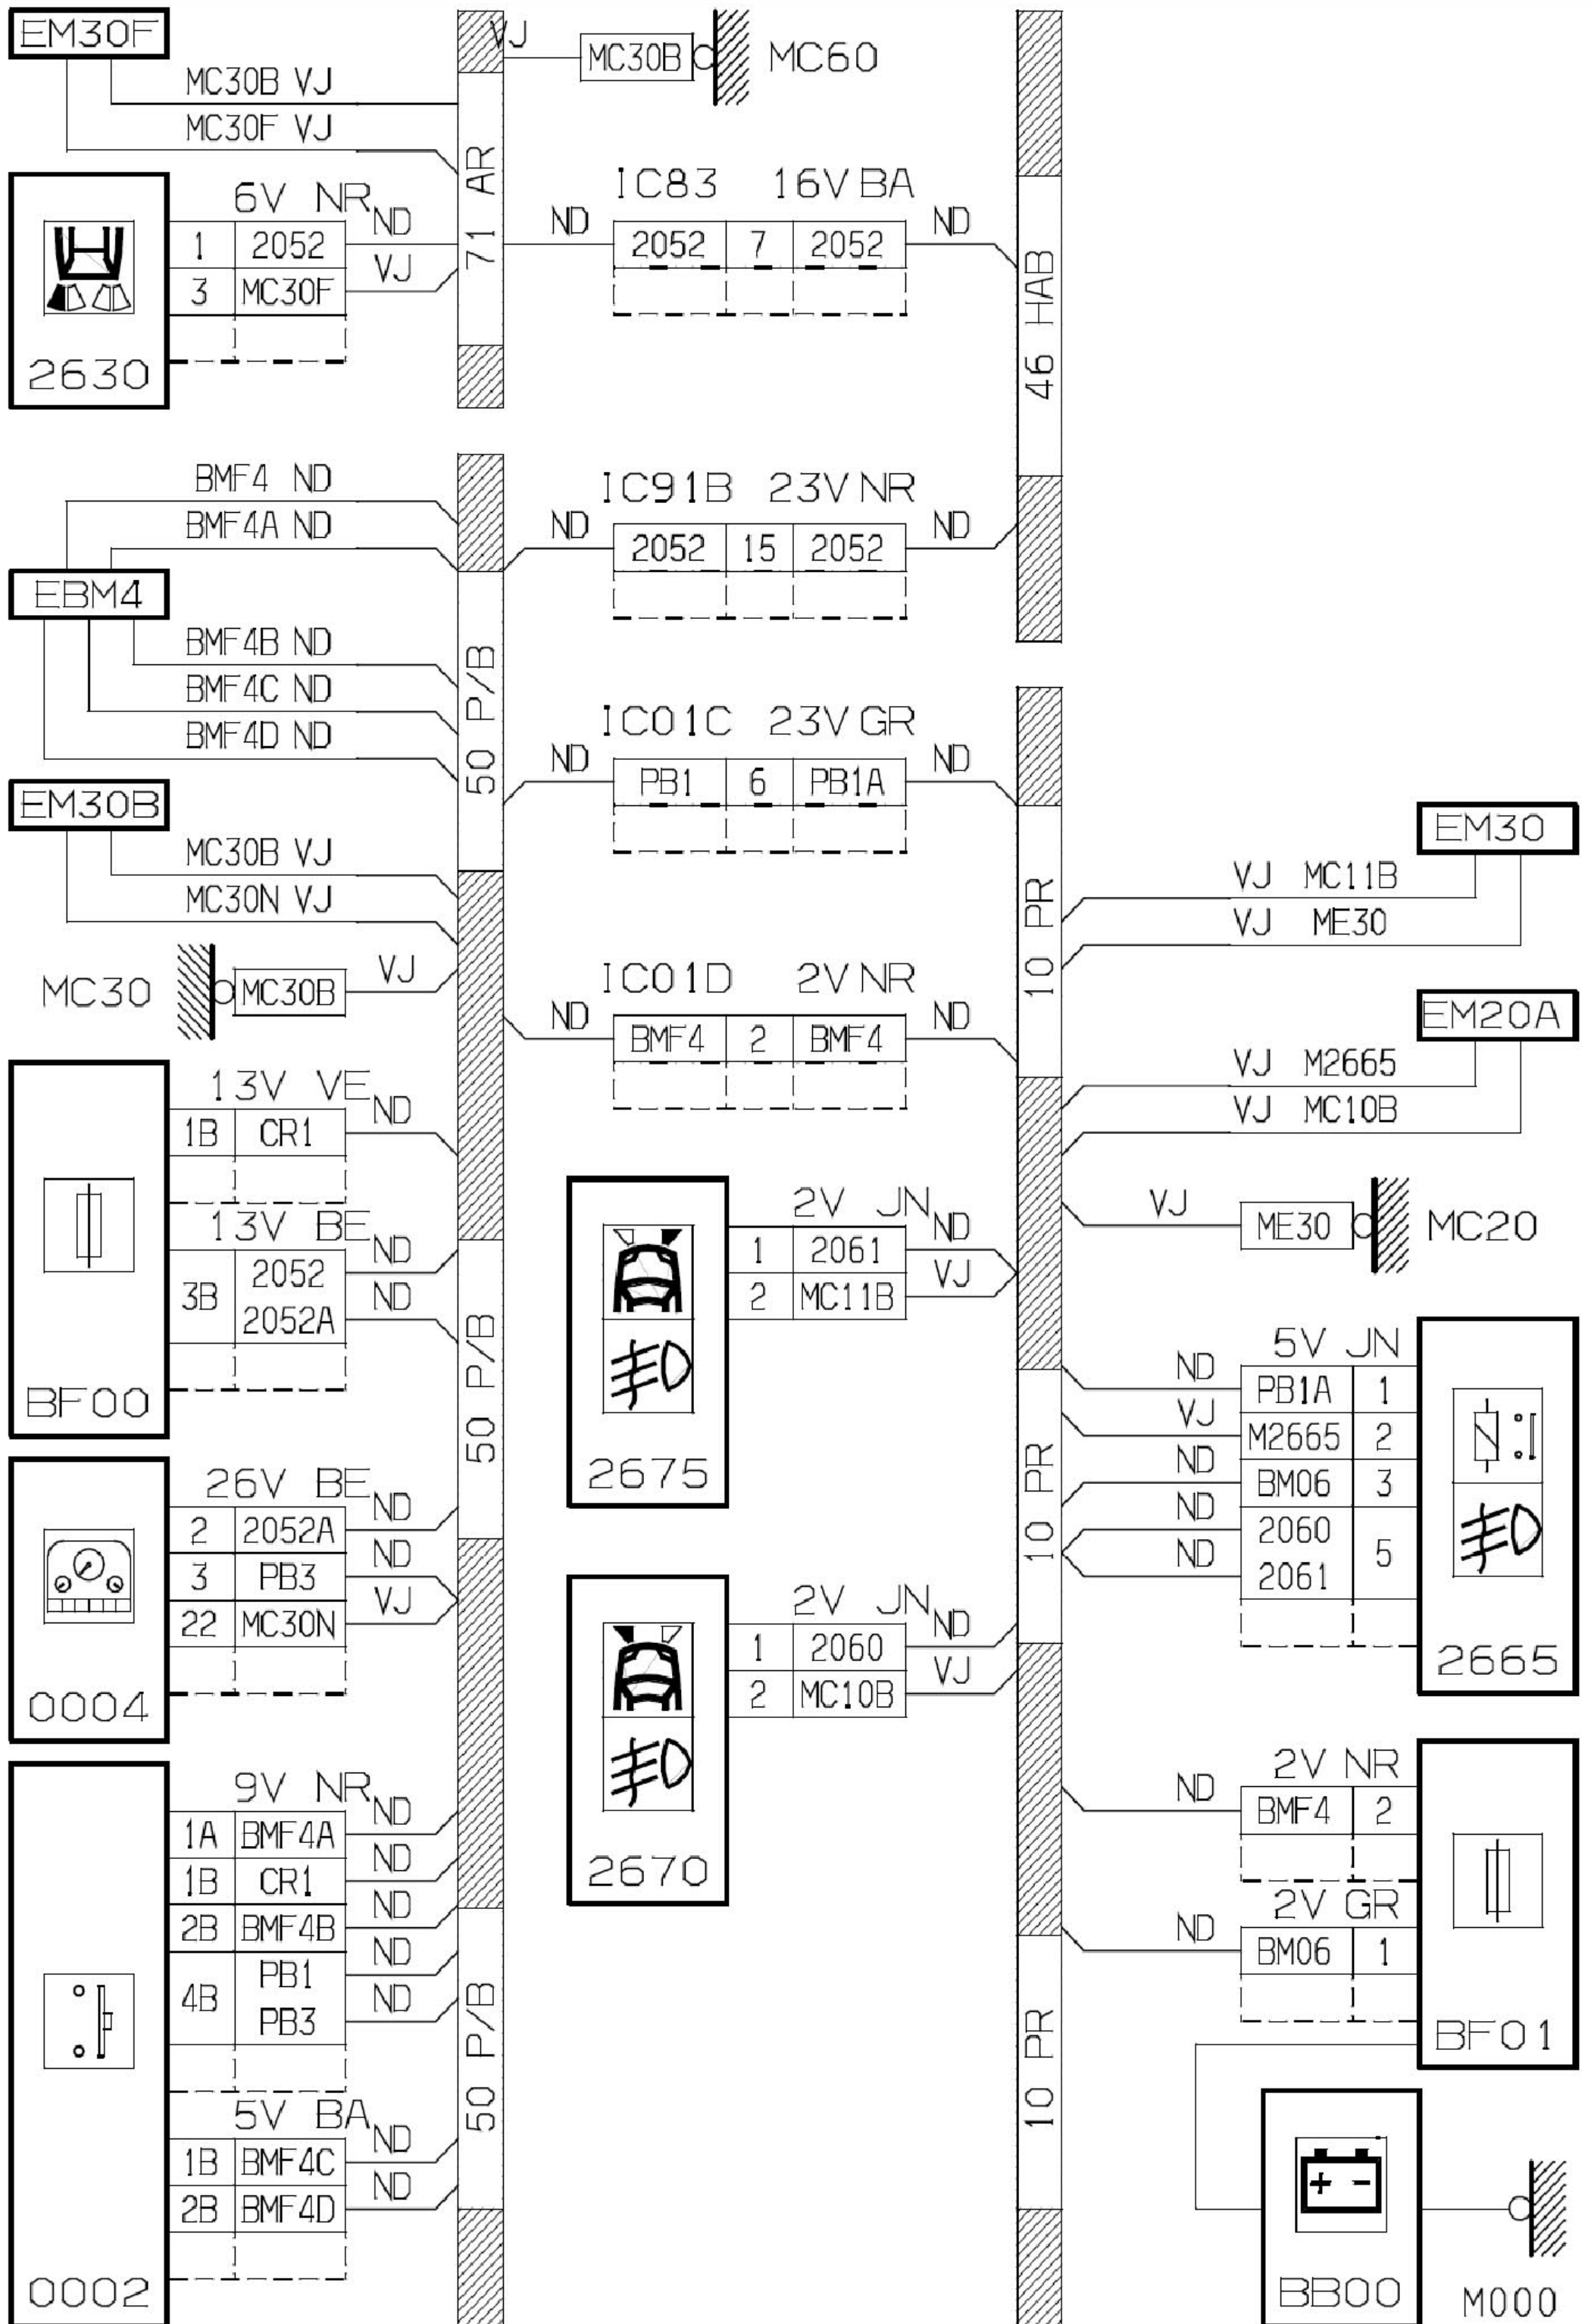 EM30F
MC30B VJ
MC30F VJ
VJ
MC30B
MC60
71 AR
6V NR
ND
1 2052
VJ
3 MC30F
2630
IC83 16V BA
ND
2052 7 2052
ND
46 HAB
BMF4 ND
BMF4A ND
EBM4
BMF4B ND
BMF4C ND
BMF4D ND
IC91B 23V NR
ND
2052 15 2052
ND
50 P/B
IC01C 23V GR
ND
PB1 6 PB1A
ND
EM30B
MC30B VJ
MC30N VJ
MC30
MC30B
VJ
IC01D 2V NR
ND
BMF4 2 BMF4
ND
10 PR
EM30
VJ MC11B
VJ ME30
EM20A
VJ M2665
VJ MC10B
VJ
ME30
MC20
13V VE
ND
1B CR1
13V BE
ND
3B 2052
ND
2052A
BF00
50 P/B
2V JN
ND
1 2061
VJ
2 MC11B
2675
5V JN
ND
PB1A 1
VJ
M2665 2
ND
BM06 3
ND
2060
ND
2061
5
2665
10 PR
26V BE
ND
2 2052A
ND
3 PB3
VJ
22 MC30N
0004
2V JN
ND
1 2060
VJ
2 MC10B
2670
9V NR
ND
1A BMF4A
ND
1B CR1
ND
2B BMF4B
ND
4B PB1
ND
PB3
5V BA
ND
1B BMF4C
ND
2B BMF4D
0002
50 P/B
10 PR
2V NR
ND
BMF4 2
2V GR
ND
BM06 1
BF01
+ -
BB00
M000